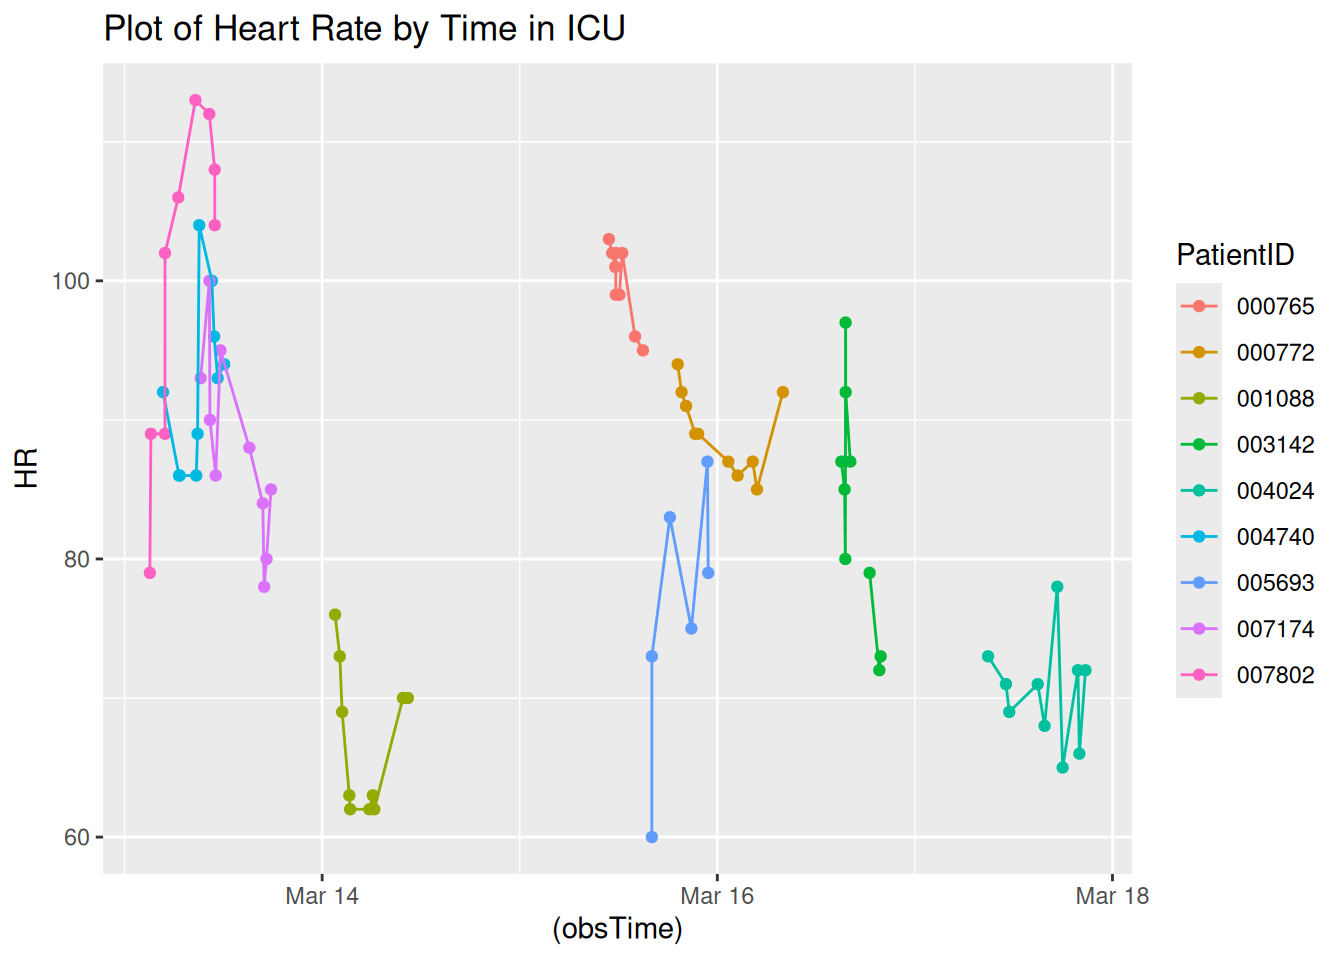 Plot of Heart Rate by Time in ICU
HR
100
80
60
Mar 14
Mar 16
Mar 18
(obsTime)
PatientID
000765
000772
001088
003142
004024
004740
005693
007174
007802